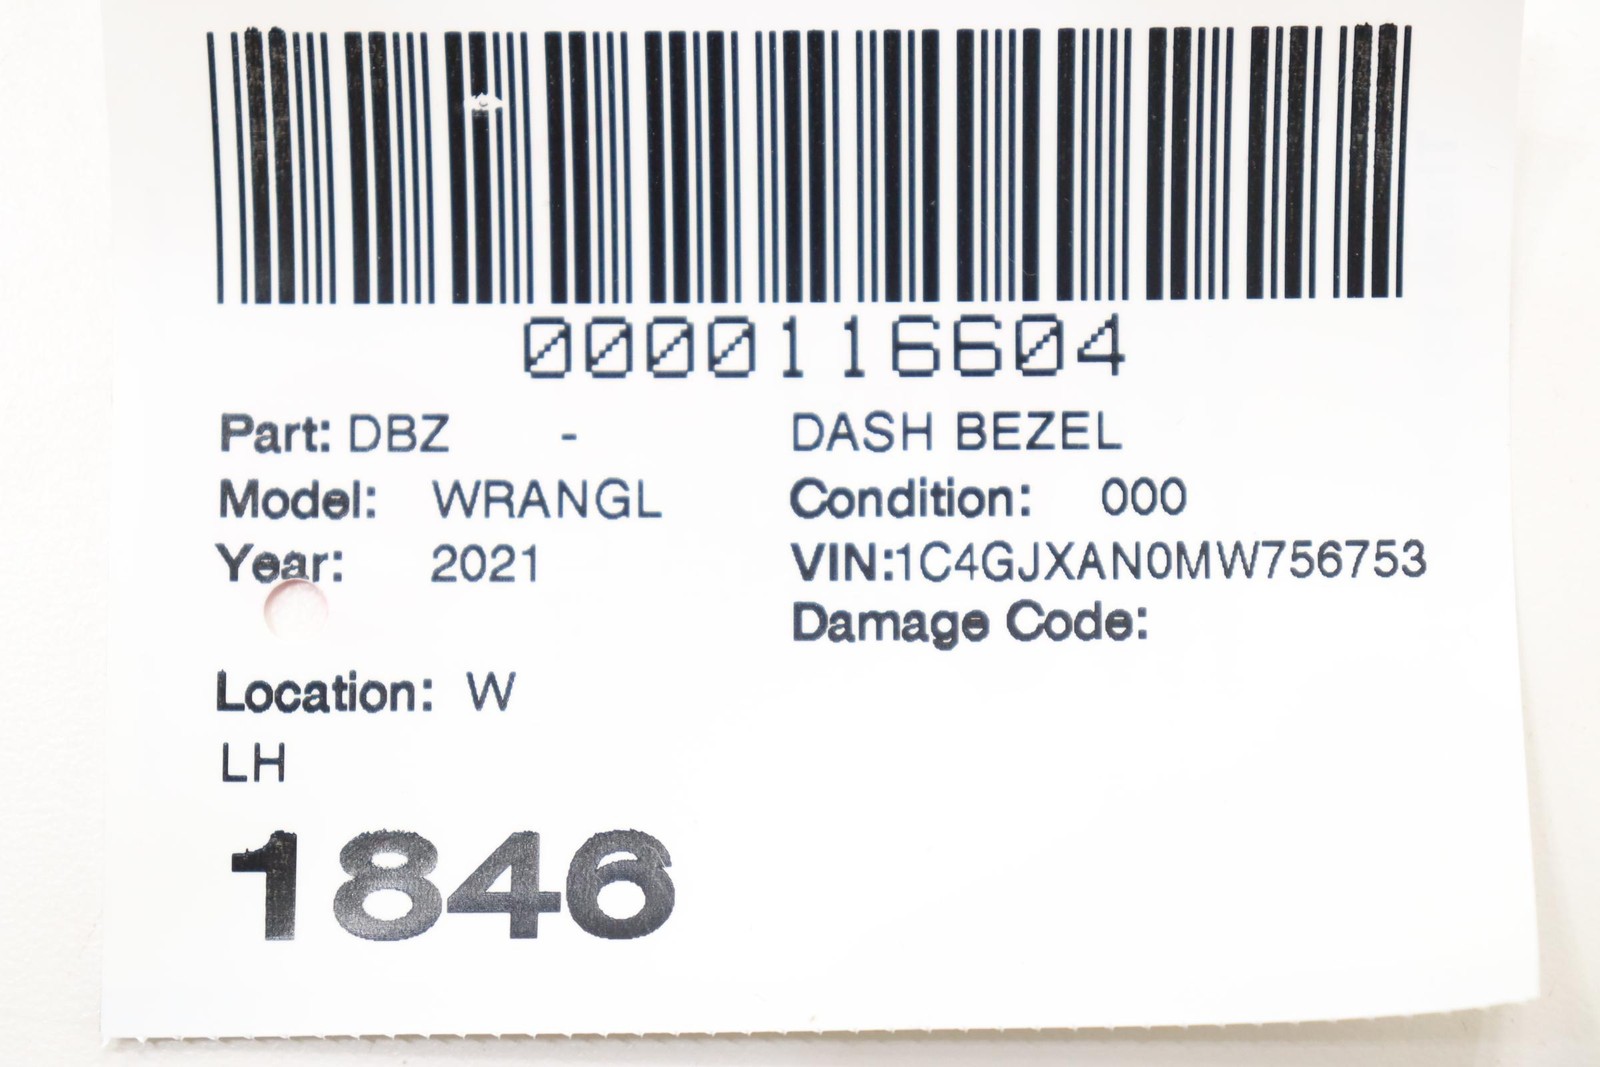 0000116604
Part: DBZ - DASH BEZEL
Model: WRANGL Condition: 000
Year: 2021 VIN:1C4GJXAN0MW756753
Damage Code:
Location: W
LH
1846